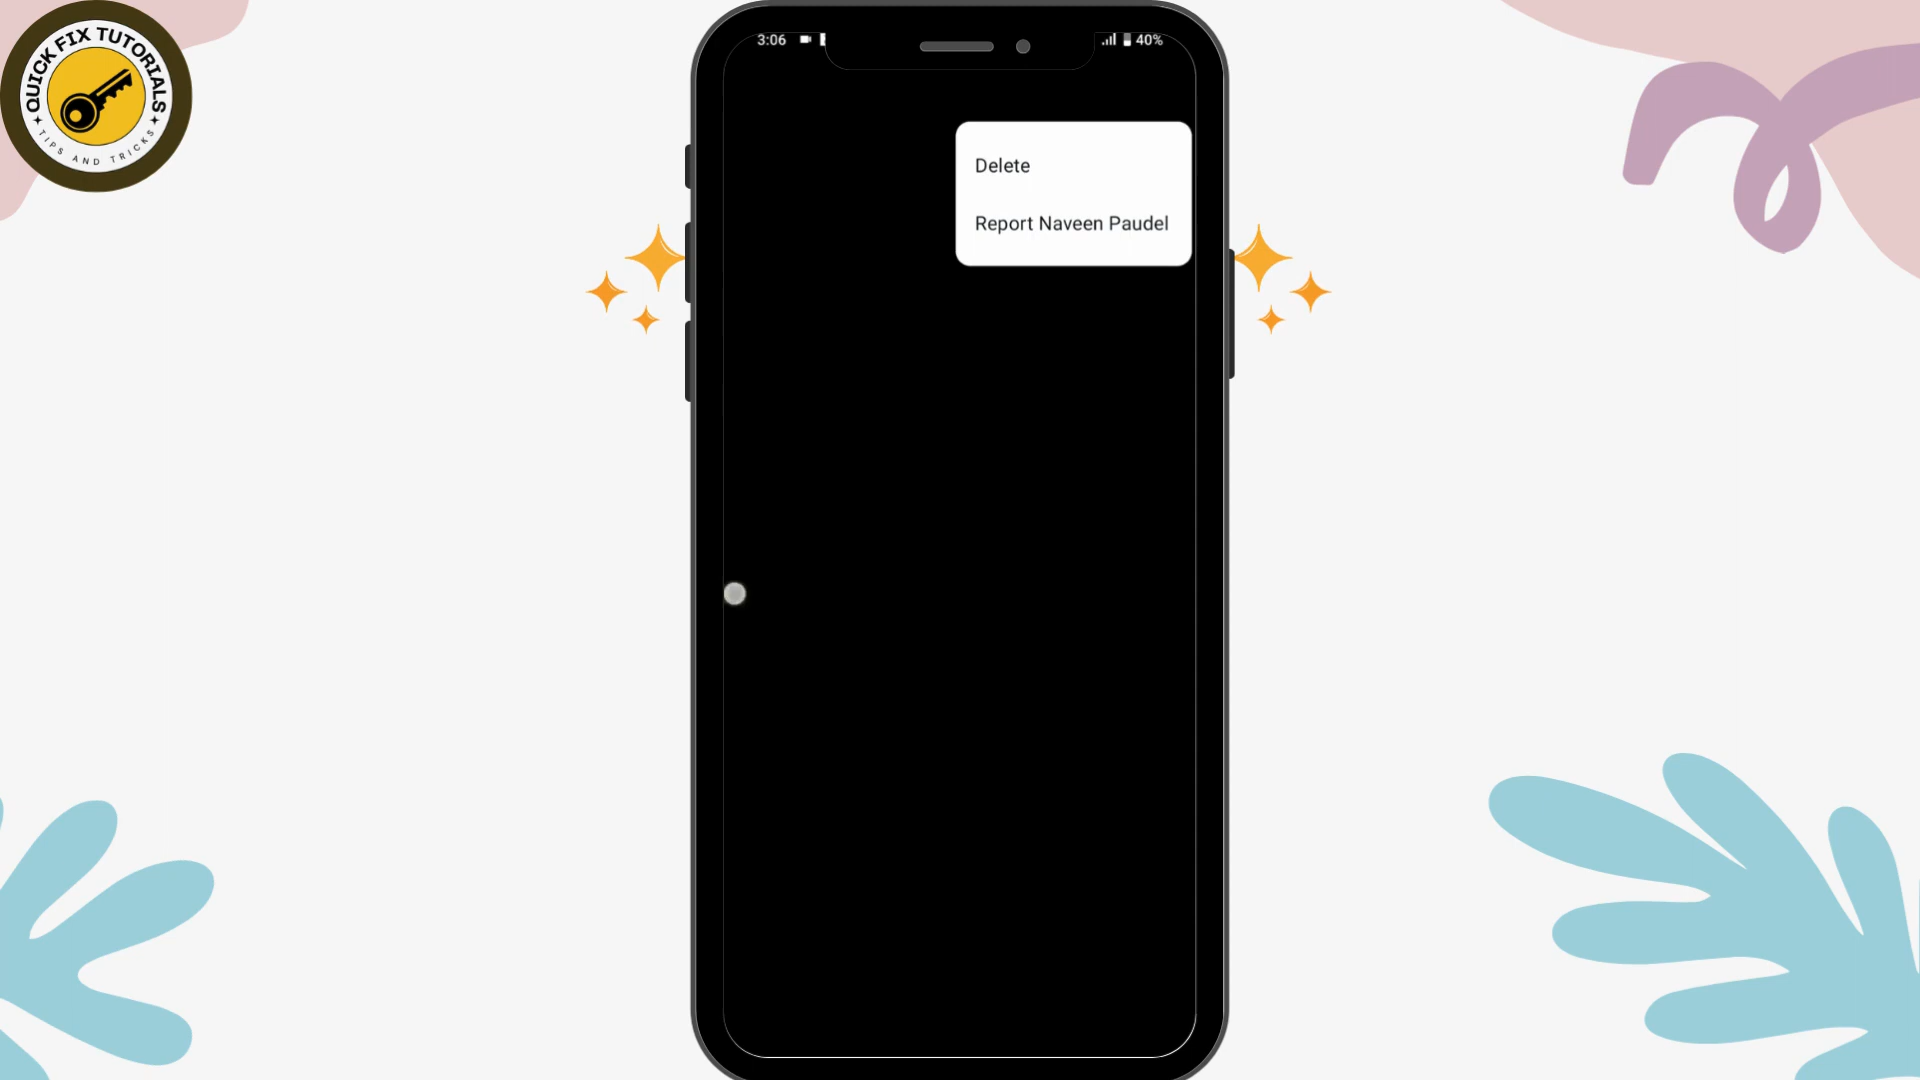 QUICK FIX TUTORIALS
TIPS AND TRICKS
3:06
40%
Delete
Report Naveen Paudel